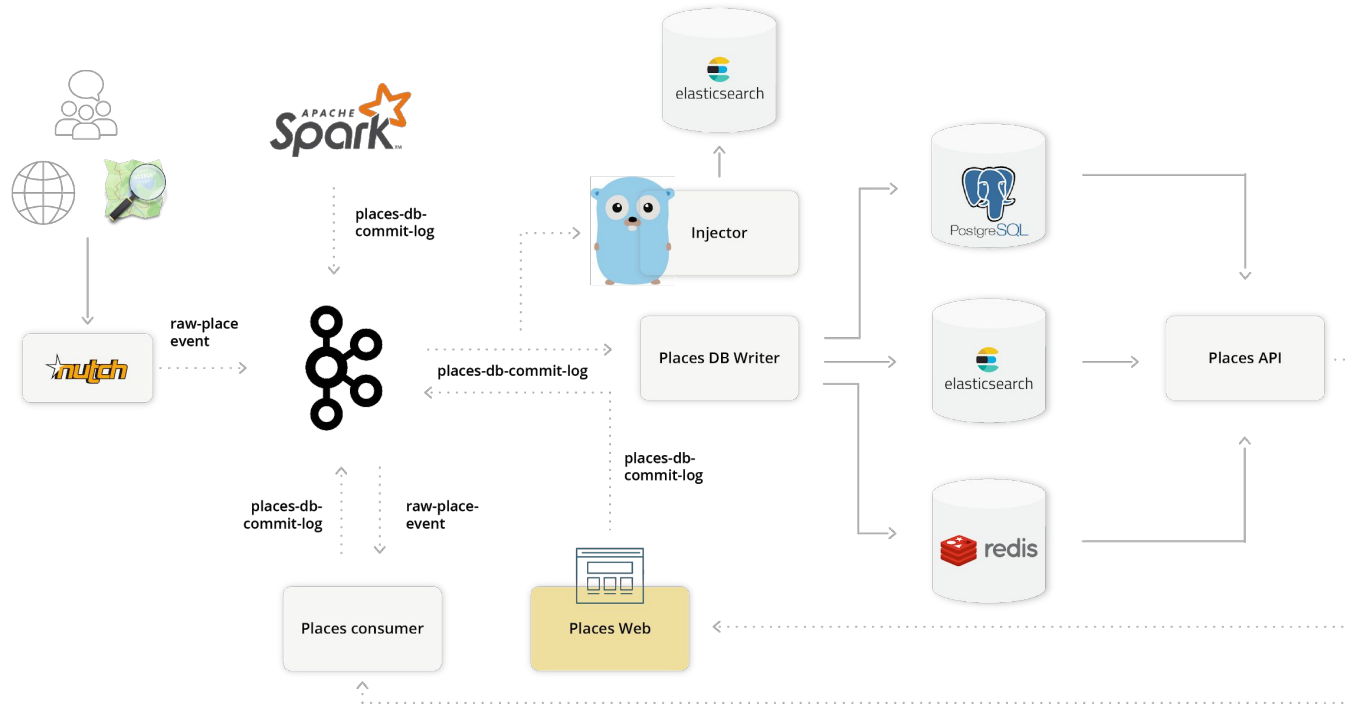 elasticsearch
APACHE
Spark
TM
places-db-
commit-log
Injector
PostgreSQL
raw-place
event
nutch
places-db-commit-log
Places DB Writer
elasticsearch
Places API
places-db-
commit-log
places-db-
commit-log
raw-place-
event
redis
Places consumer
Places Web